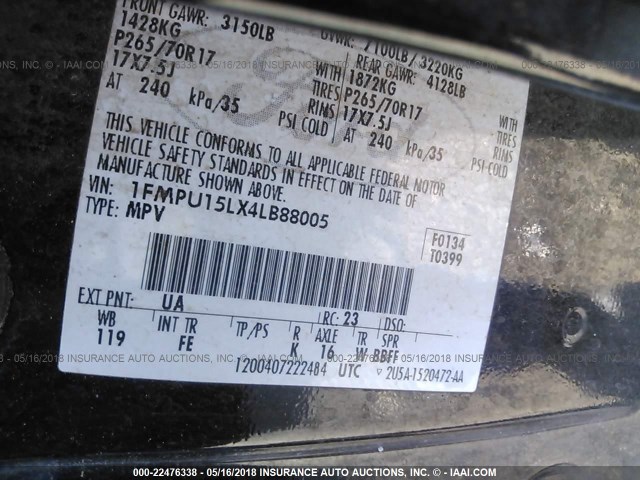 FRONT GAWR: 3150LB GVWR: 7100LB/3220KG
1428KG REAR GAWR: 4128LB
P265/70R17 WITH 1872KG WITH
17X7.5J TIRES P265/70R17 TIRES
AT 240 kPa/35 RIMS 17X7.5J RIMS
PSI COLD AT 240 kPa/35 PSI COLD
THIS VEHICLE CONFORMS TO ALL APPLICABLE FEDERAL MOTOR
VEHICLE SAFETY STANDARDS IN EFFECT ON THE DATE OF
MANUFACTURE SHOWN ABOVE.
VIN: 1FMPU15LX4LB88005
TYPE: MPV
F0134
T0399
EXT PNT: UA RC: 23 DSO:
WB INT TR TP/PS R AXLE TR SPR
119 FE K 16 W BBFF
1200407222484 UTC ▽ 2U5A-1520472-AA
000-22476338 - 05/16/2018 INSURANCE AUTO AUCTIONS, INC. - © IAAI.COM